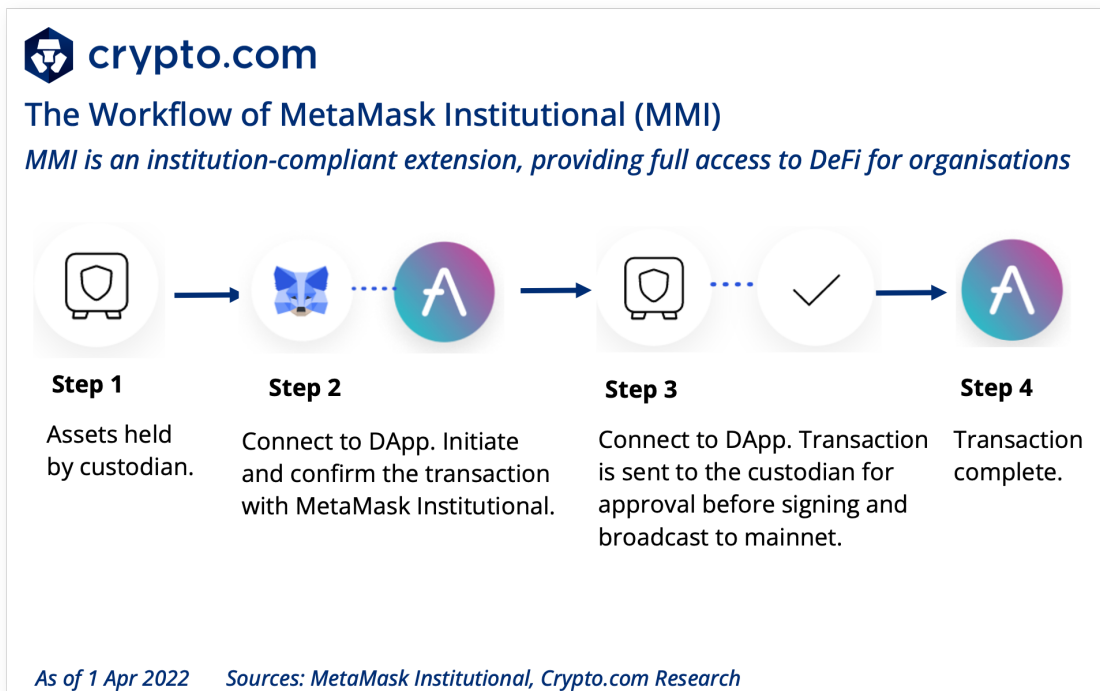 crypto.com
The Workflow of MetaMask Institutional (MMI)
MMI is an institution-compliant extension, providing full access to DeFi for organisations
Step 1
Assets held
by custodian.
Step 2
Connect to DApp. Initiate
and confirm the transaction
with MetaMask Institutional.
Step 3
Connect to DApp. Transaction
is sent to the custodian for
approval before signing and
broadcast to mainnet.
Step 4
Transaction
complete.
As of 1 Apr 2022 Sources: MetaMask Institutional, Crypto.com Research